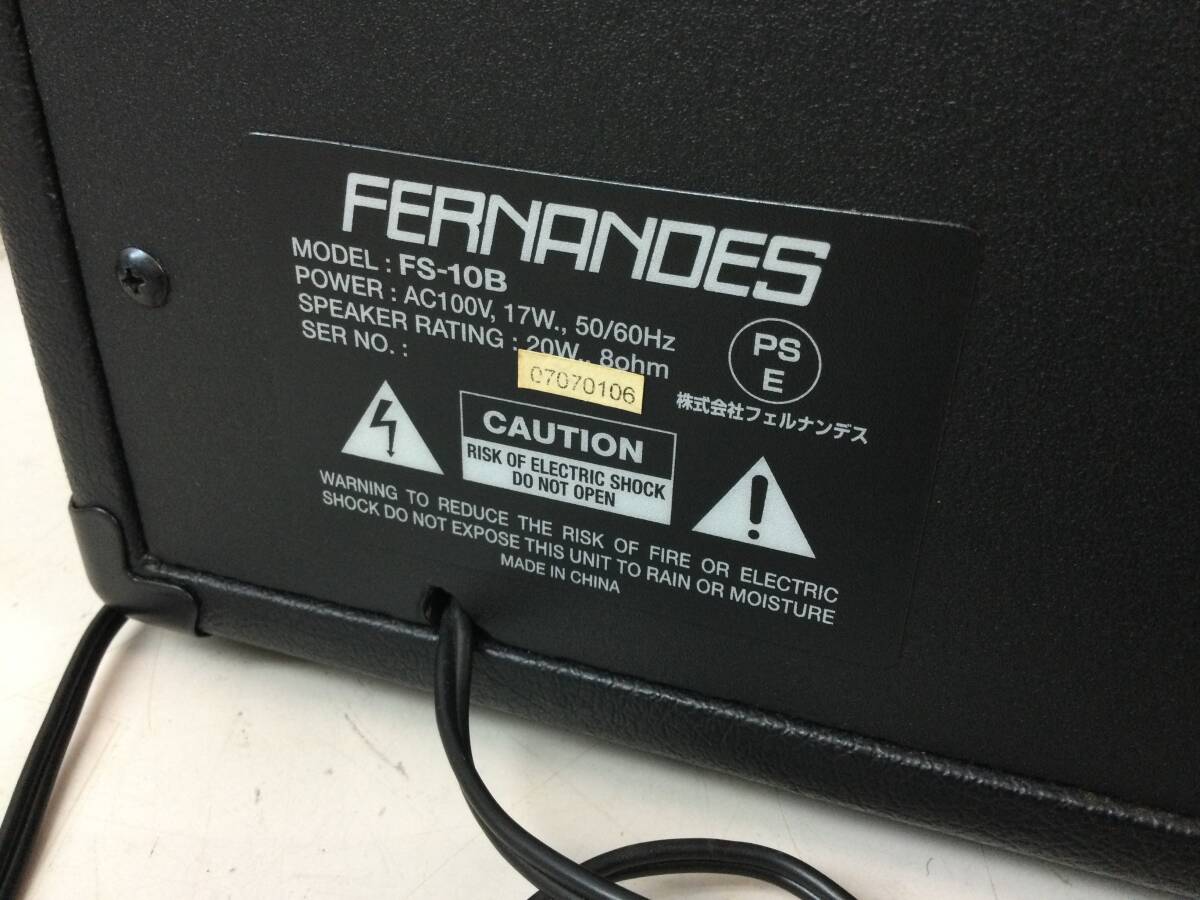 FERNANDES
MODEL : FS-10B
POWER : AC100V, 17W., 50/60Hz
SPEAKER RATING : 20W., 8ohm
SER NO. :
07070106
PS
E
株式会社フェルナンデス
CAUTION
RISK OF ELECTRIC SHOCK
DO NOT OPEN
WARNING TO REDUCE THE RISK OF FIRE OR ELECTRIC
SHOCK DO NOT EXPOSE THIS UNIT TO RAIN OR MOISTURE
MADE IN CHINA